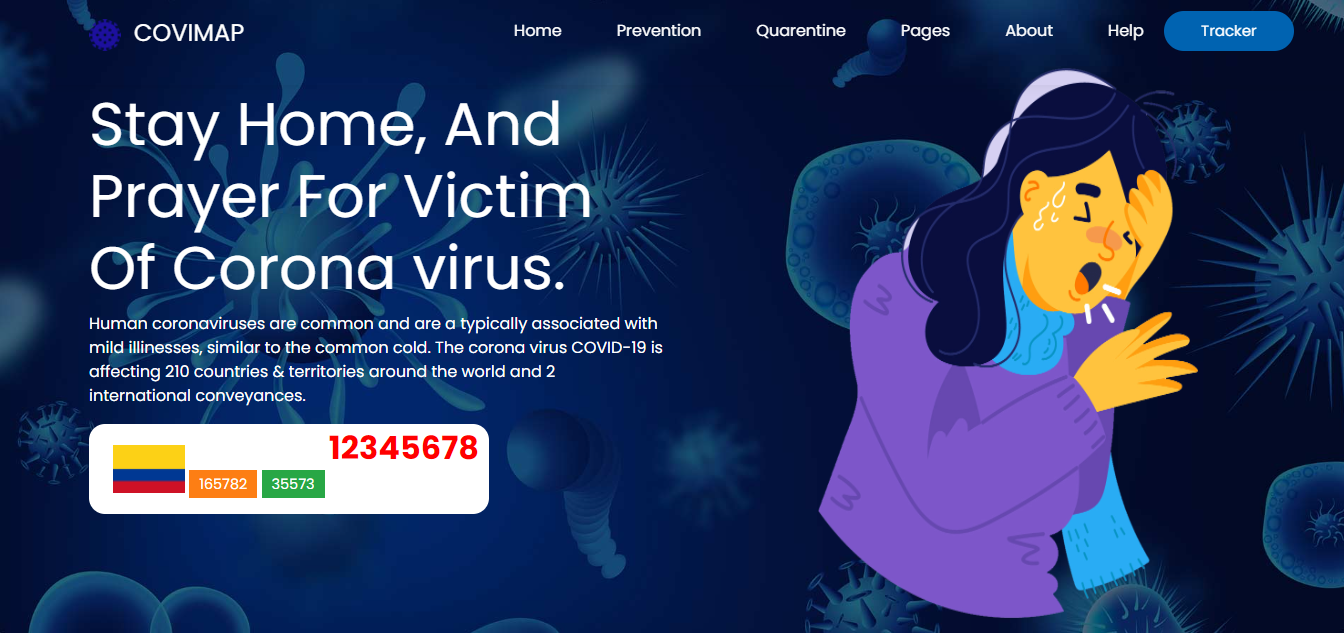 COVIMAP
Home Prevention Quarentine Pages About Help Tracker
Stay Home, And
Prayer For Victim
Of Corona virus.
Human coronaviruses are common and are a typically associated with
mild illinesses, similar to the common cold. The corona virus COVID-19 is
affecting 210 countries & territories around the world and 2
international conveyances.
12345678
165782 35573